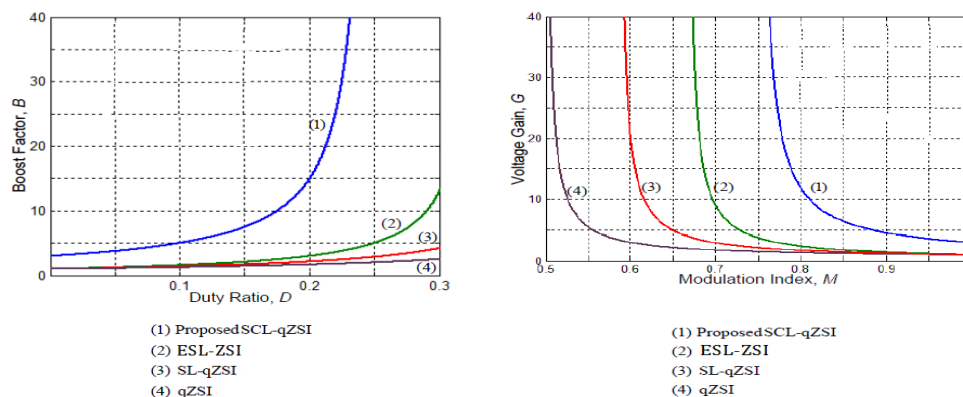 40
30
20
10
0
Boost Factor, B
0.1
0.2
0.3
Duty Ratio, D
(1)
(2)
(3)
(4)
(1) Proposed SCL-qZSI
(2) ESL-ZSI
(3) SL-qZSI
(4) qZSI
40
30
20
10
0
Voltage Gain, G
0.5
0.6
0.7
0.8
0.9
Modulation Index, M
(4)
(3)
(2)
(1)
(1) Proposed SCL-qZSI
(2) ESL-ZSI
(3) SL-qZSI
(4) qZSI